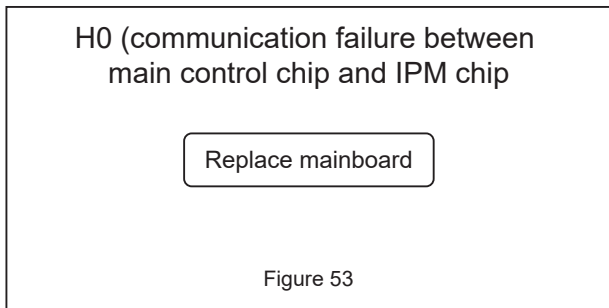 H0 (communication failure between
main control chip and IPM chip
Replace mainboard
Figure 53